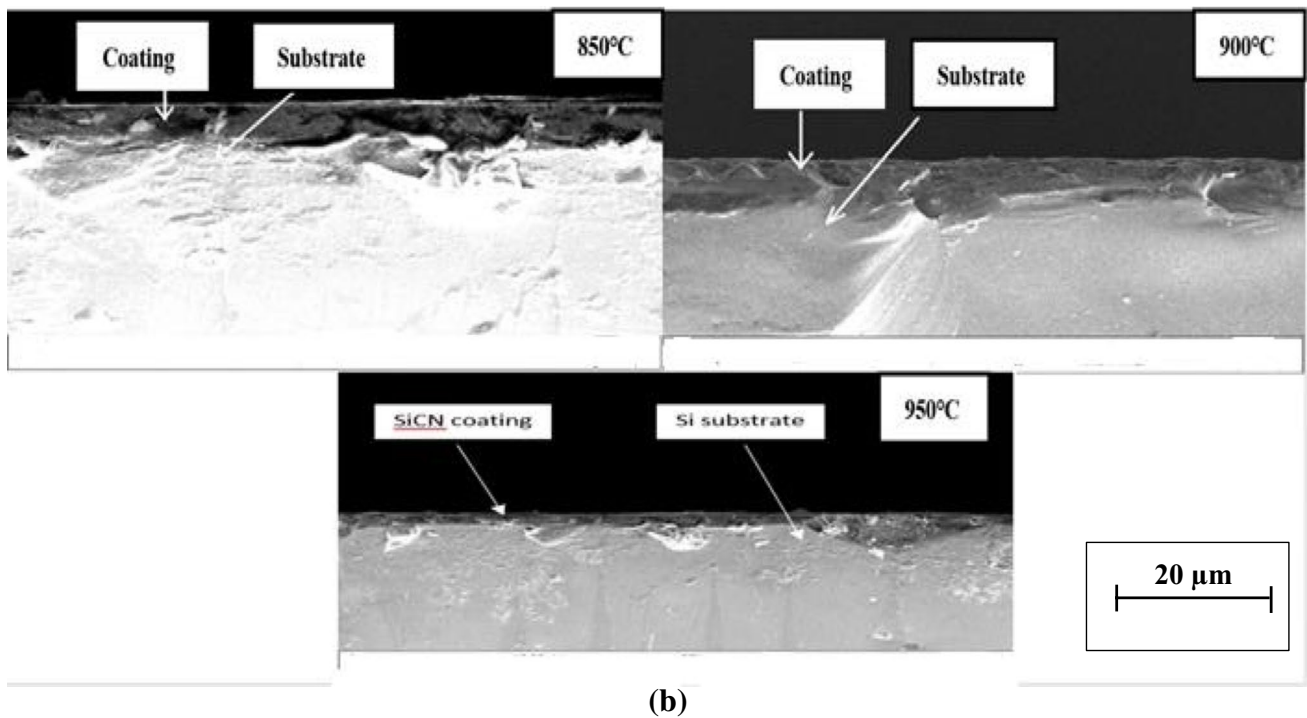 Coating
Substrate
850°C
Coating
Substrate
900°C
SiCN coating
Si substrate
950°C
20 µm
(b)